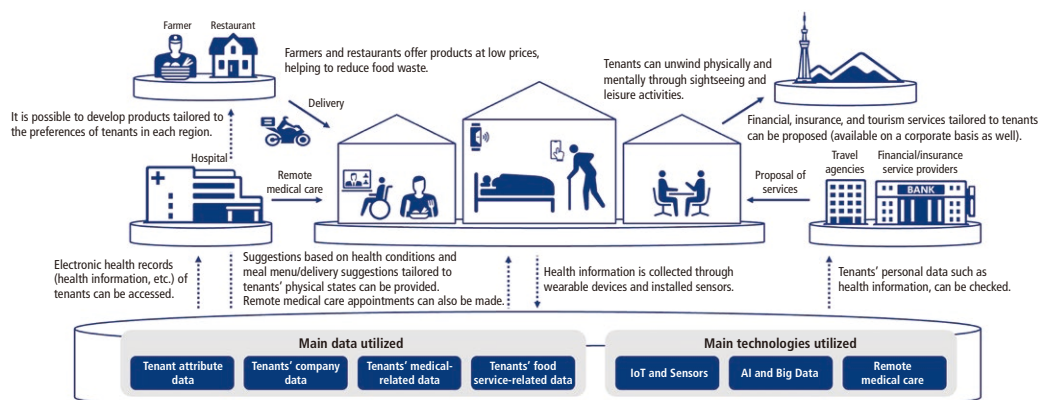 Farmer
Restaurant
Farmers and restaurants offer products at low prices,
helping to reduce food waste.
Tenants can unwind physically and
mentally through sightseeing and
leisure activities.
It is possible to develop products tailored to
the preferences of tenants in each region.
Delivery
Financial, insurance, and tourism services tailored to tenants
can be proposed (available on a corporate basis as well).
Hospital
Remote
medical care
Proposal of
services
Travel
agencies
Financial/insurance
service providers
BANK
Electronic health records
(health information, etc.) of
tenants can be accessed.
Suggestions based on health conditions and
meal menu/delivery suggestions tailored to
tenants’ physical states can be provided.
Remote medical care appointments can also be made.
Health information is collected through
wearable devices and installed sensors.
Tenants’ personal data such as
health information, can be checked.
Main data utilized
Tenant attribute
data
Tenants’ company
data
Tenants’ medical-
related data
Tenants’ food
service-related data
Main technologies utilized
IoT and Sensors
AI and Big Data
Remote
medical care